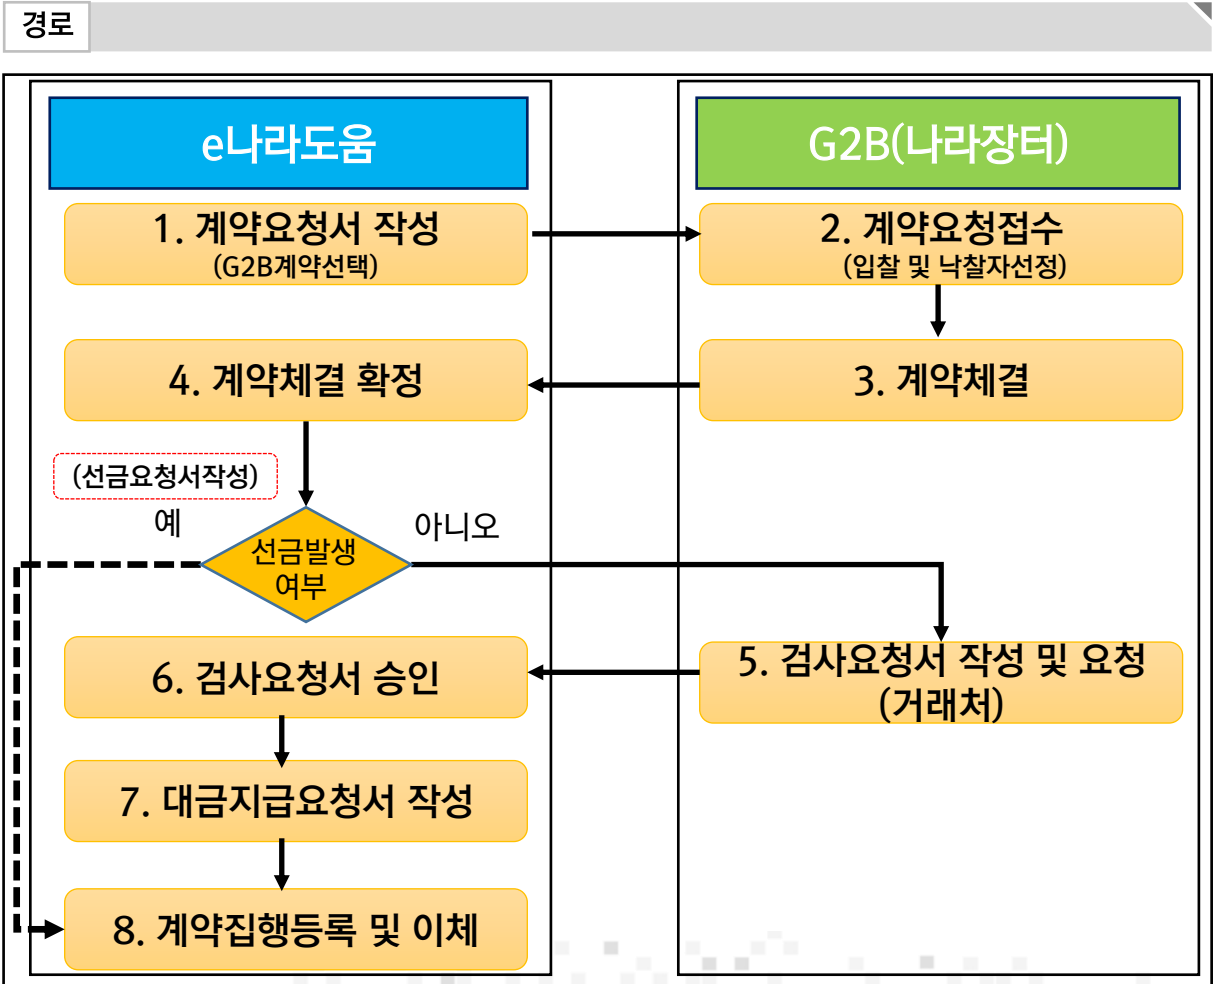 경로
e나라도움
G2B(나라장터)
1. 계약요청서 작성
(G2B계약선택)
2. 계약요청접수
(입찰 및 낙찰자선정)
4. 계약체결 확정
3. 계약체결
(선금요청서작성)
예
아니오
선금발생
여부
6. 검사요청서 승인
5. 검사요청서 작성 및 요청
(거래처)
7. 대금지급요청서 작성
8. 계약집행등록 및 이체